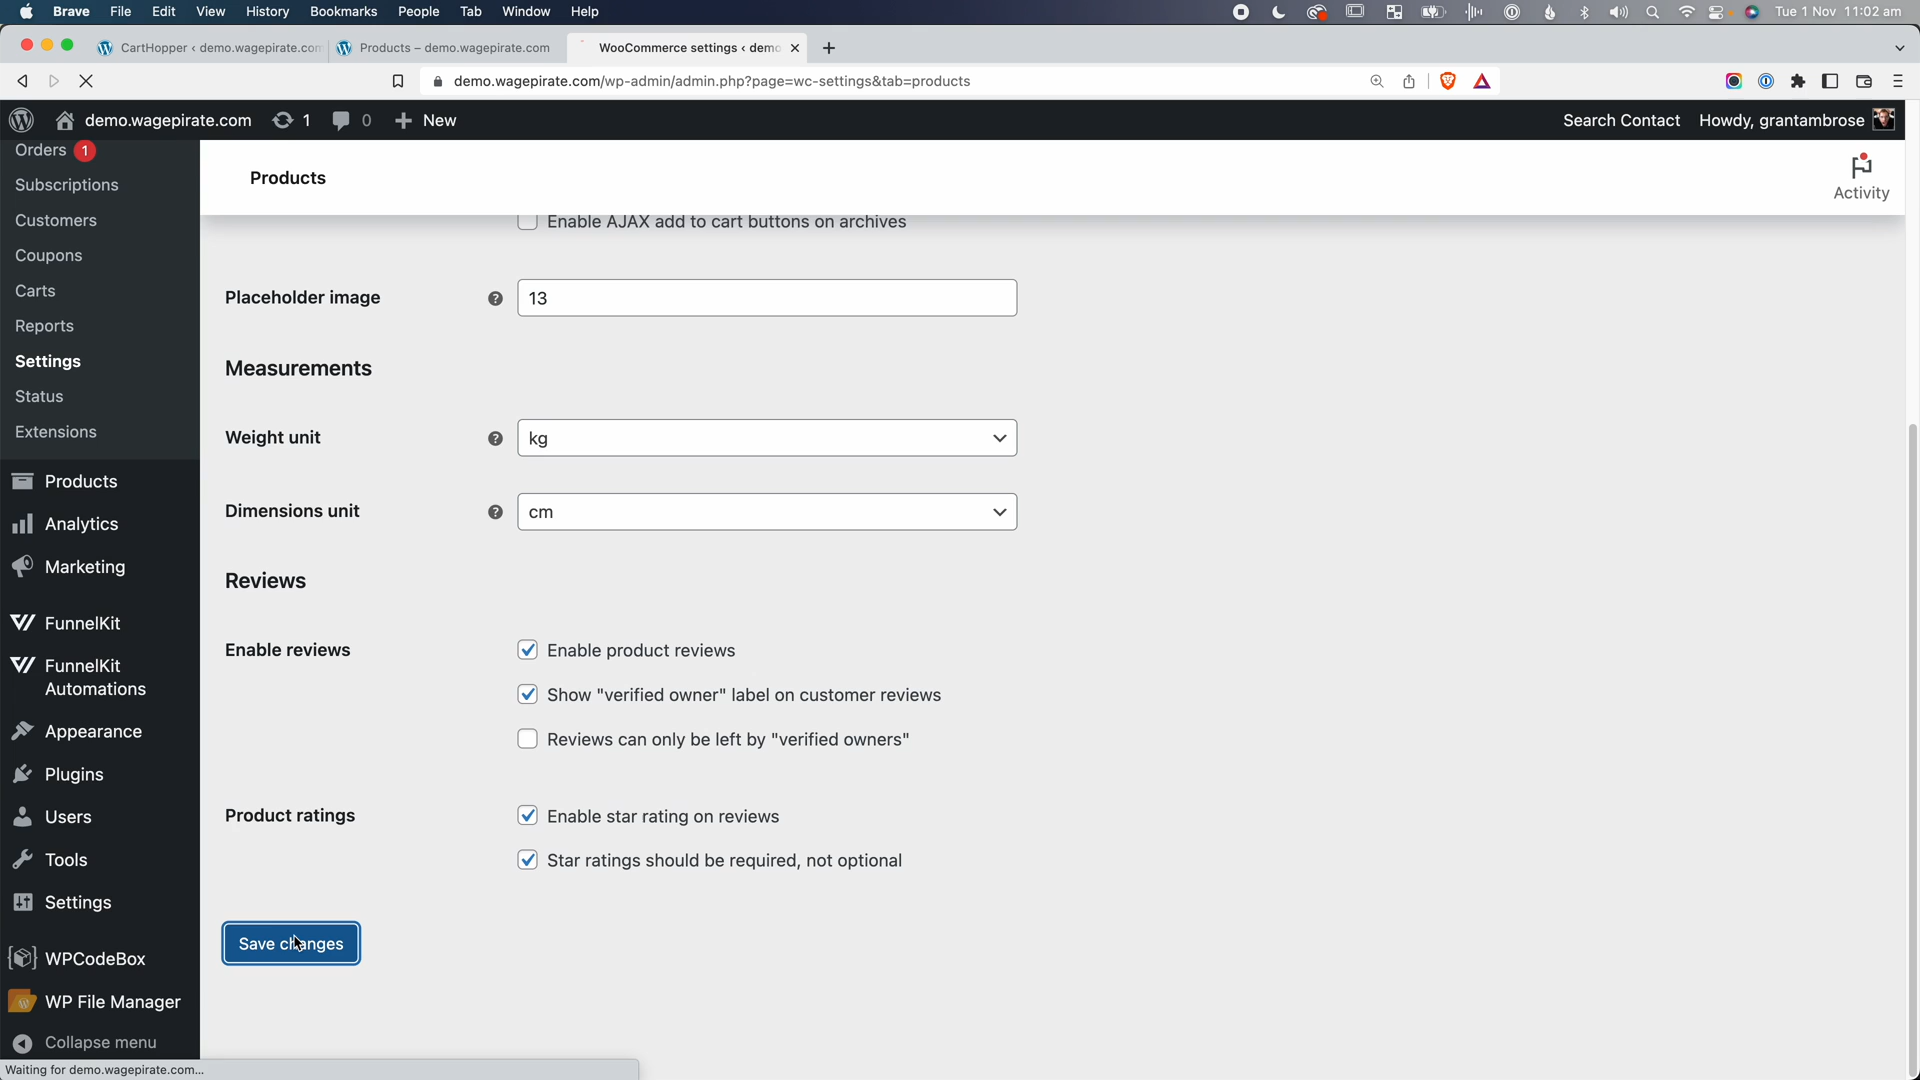 Brave File Edit View History Bookmarks People Tab Window Help Tue 1 Nov 11:02 am
CartHopper ‹ demo.wagepirate.com Products – demo.wagepirate.com WooCommerce settings ‹ demo
demo.wagepirate.com/wp-admin/admin.php?page=wc-settings&tab=products
demo.wagepirate.com 1 0 New Search Contact Howdy, grantambrose
Orders 1
Subscriptions
Customers
Coupons
Carts
Reports
Settings
Status
Extensions
Products
Analytics
Marketing
FunnelKit
FunnelKit
Automations
Appearance
Plugins
Users
Tools
Settings
WPCodeBox
WP File Manager
Collapse menu
Waiting for demo.wagepirate.com...
Products
Activity
Enable AJAX add to cart buttons on archives
Placeholder image ? 13
Measurements
Weight unit ? kg
Dimensions unit ? cm
Reviews
Enable reviews Enable product reviews
Show "verified owner" label on customer reviews
Reviews can only be left by "verified owners"
Product ratings Enable star rating on reviews
Star ratings should be required, not optional
Save changes